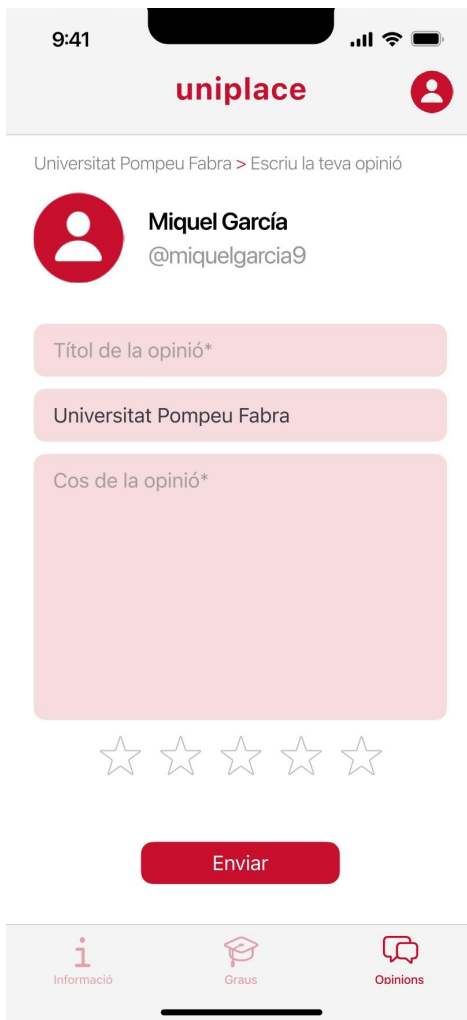 9:41
uniplace
Universitat Pompeu Fabra > Escriu la teva opinió
Miquel García
@miquelgarcia9
Títol de la opinió*
Universitat Pompeu Fabra
Cos de la opinió*
Enviar
Informació
Graus
Opinions